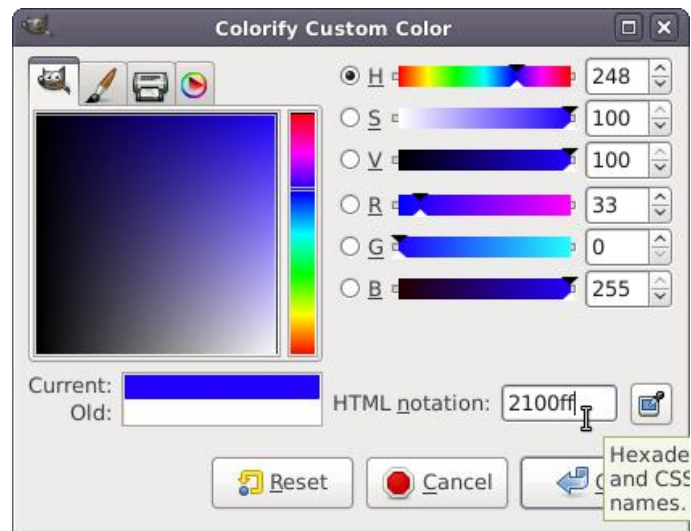 Colorify Custom Color
H 248
S 100
V 100
R 33
G 0
B 255
Current:
Old:
HTML notation: 2100ff
Reset Cancel
Hexade
and CSS
names.